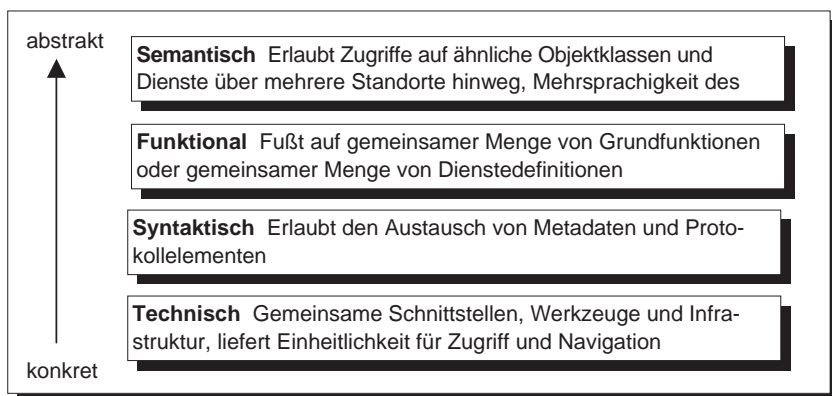 abstrakt
Semantisch Erlaubt Zugriffe auf ähnliche Objektklassen und
Dienste über mehrere Standorte hinweg, Mehrsprachigkeit des
Funktional Fußt auf gemeinsamer Menge von Grundfunktionen
oder gemeinsamer Menge von Dienstedefinitionen
Syntaktisch Erlaubt den Austausch von Metadaten und Proto-
kollelementen
Technisch Gemeinsame Schnittstellen, Werkzeuge und Infra-
struktur, liefert Einheitlichkeit für Zugriff und Navigation
konkret